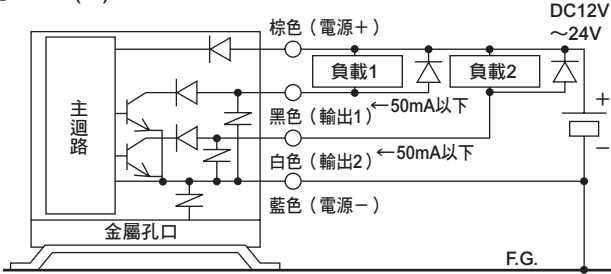 DC12V
～24V
棕色（電源＋）
負載1
負載2
主迴路
黑色（輸出1）
←50mA以下
＋
－
白色（輸出2）
←50mA以下
藍色（電源－）
金屬孔口
F.G.